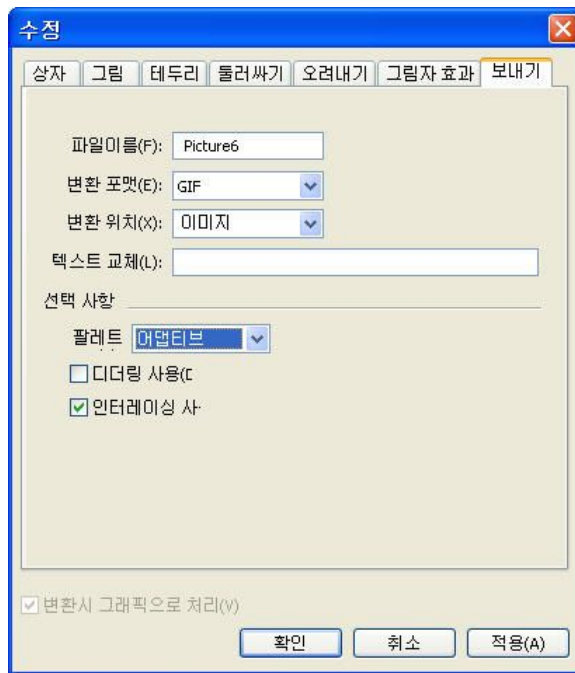 수정
상자 그림 테두리 둘러싸기 오려내기 그림자 효과 보내기
파일이름(F): Picture6
변환 포맷(E): GIF
변환 위치(X): 이미지
텍스트 교체(L):
선택 사항
팔레트 어댑티브
디더링 사용(D
인터레이싱 사
변환시 그래픽으로 처리(V)
확인 취소 적용(A)